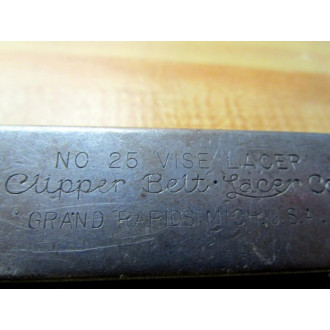 NO 25 VISE LACER
Clipper Belt·Lacer Co
GRAND RAPIDS, MICH., U.S.A.